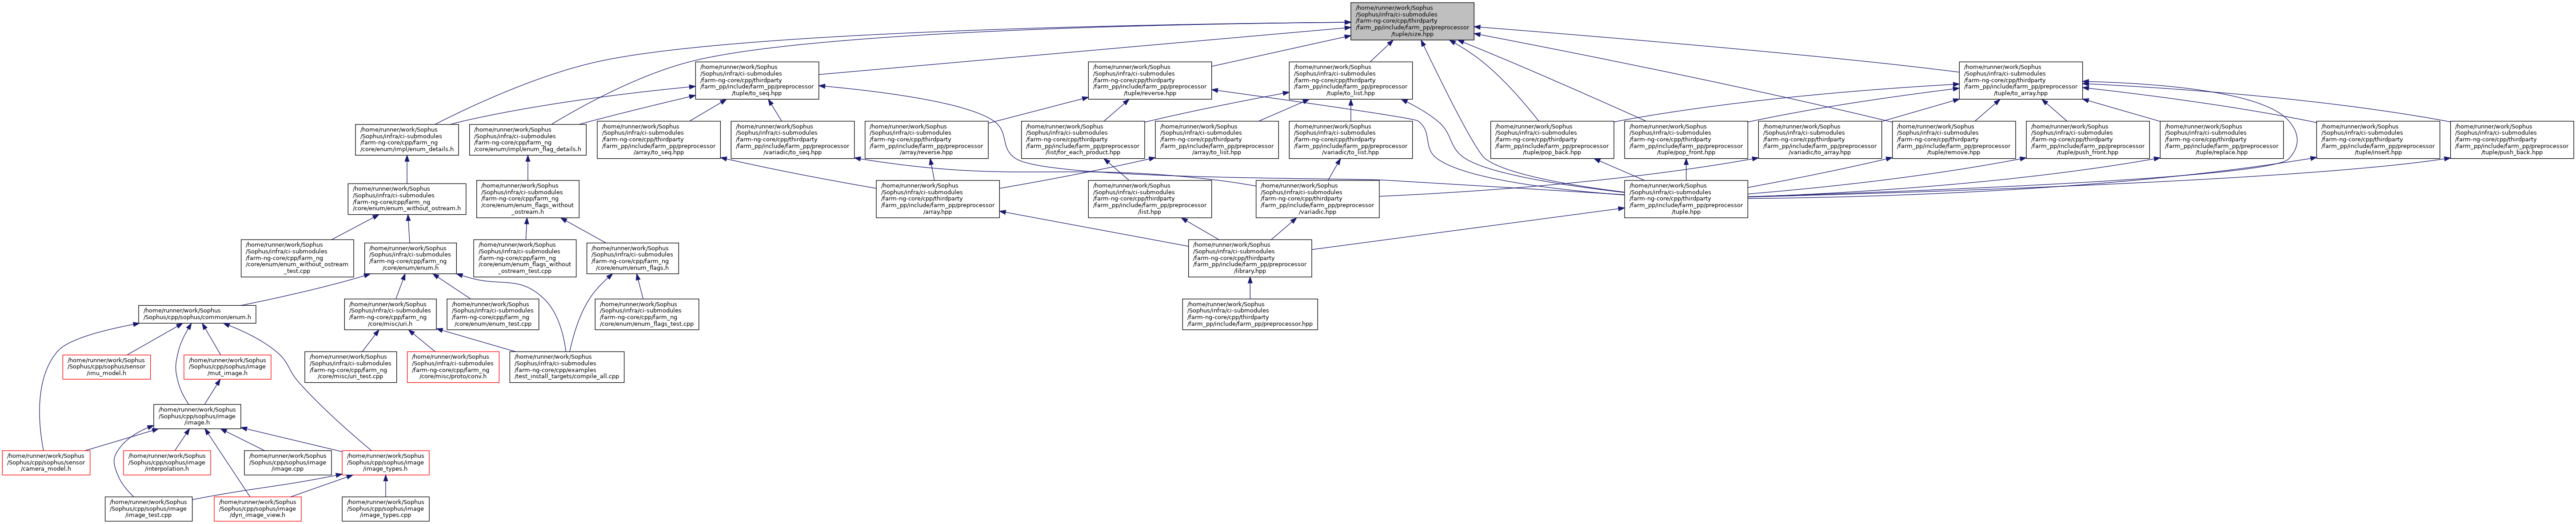 /home/runner/work/Sophus
/Sophus/infra/ci-submodules
/farm-ng-core/cpp/thirdparty
/farm_pp/include/farm_pp/preprocessor
/tuple/size.hpp
/home/runner/work/Sophus
/Sophus/infra/ci-submodules
/farm-ng-core/cpp/thirdparty
/farm_pp/include/farm_pp/preprocessor
/tuple/to_seq.hpp
/home/runner/work/Sophus
/Sophus/infra/ci-submodules
/farm-ng-core/cpp/thirdparty
/farm_pp/include/farm_pp/preprocessor
/tuple/reverse.hpp
/home/runner/work/Sophus
/Sophus/infra/ci-submodules
/farm-ng-core/cpp/thirdparty
/farm_pp/include/farm_pp/preprocessor
/tuple/to_list.hpp
/home/runner/work/Sophus
/Sophus/infra/ci-submodules
/farm-ng-core/cpp/thirdparty
/farm_pp/include/farm_pp/preprocessor
/tuple/to_array.hpp
/home/runner/work/Sophus
/Sophus/infra/ci-submodules
/farm-ng-core/cpp/farm_ng
/core/enum/impl/enum_details.h
/home/runner/work/Sophus
/Sophus/infra/ci-submodules
/farm-ng-core/cpp/farm_ng
/core/enum/impl/enum_flag_details.h
/home/runner/work/Sophus
/Sophus/infra/ci-submodules
/farm-ng-core/cpp/thirdparty
/farm_pp/include/farm_pp/preprocessor
/array/to_seq.hpp
/home/runner/work/Sophus
/Sophus/infra/ci-submodules
/farm-ng-core/cpp/thirdparty
/farm_pp/include/farm_pp/preprocessor
/variadic/to_seq.hpp
/home/runner/work/Sophus
/Sophus/infra/ci-submodules
/farm-ng-core/cpp/thirdparty
/farm_pp/include/farm_pp/preprocessor
/array/reverse.hpp
/home/runner/work/Sophus
/Sophus/infra/ci-submodules
/farm-ng-core/cpp/thirdparty
/farm_pp/include/farm_pp/preprocessor
/list/for_each_product.hpp
/home/runner/work/Sophus
/Sophus/infra/ci-submodules
/farm-ng-core/cpp/thirdparty
/farm_pp/include/farm_pp/preprocessor
/array/to_list.hpp
/home/runner/work/Sophus
/Sophus/infra/ci-submodules
/farm-ng-core/cpp/thirdparty
/farm_pp/include/farm_pp/preprocessor
/variadic/to_list.hpp
/home/runner/work/Sophus
/Sophus/infra/ci-submodules
/farm-ng-core/cpp/thirdparty
/farm_pp/include/farm_pp/preprocessor
/tuple/pop_back.hpp
/home/runner/work/Sophus
/Sophus/infra/ci-submodules
/farm-ng-core/cpp/thirdparty
/farm_pp/include/farm_pp/preprocessor
/tuple/pop_front.hpp
/home/runner/work/Sophus
/Sophus/infra/ci-submodules
/farm-ng-core/cpp/thirdparty
/farm_pp/include/farm_pp/preprocessor
/variadic/to_array.hpp
/home/runner/work/Sophus
/Sophus/infra/ci-submodules
/farm-ng-core/cpp/thirdparty
/farm_pp/include/farm_pp/preprocessor
/tuple/remove.hpp
/home/runner/work/Sophus
/Sophus/infra/ci-submodules
/farm-ng-core/cpp/thirdparty
/farm_pp/include/farm_pp/preprocessor
/tuple/push_front.hpp
/home/runner/work/Sophus
/Sophus/infra/ci-submodules
/farm-ng-core/cpp/thirdparty
/farm_pp/include/farm_pp/preprocessor
/tuple/replace.hpp
/home/runner/work/Sophus
/Sophus/infra/ci-submodules
/farm-ng-core/cpp/thirdparty
/farm_pp/include/farm_pp/preprocessor
/tuple/insert.hpp
/home/runner/work/Sophus
/Sophus/infra/ci-submodules
/farm-ng-core/cpp/thirdparty
/farm_pp/include/farm_pp/preprocessor
/tuple/push_back.hpp
/home/runner/work/Sophus
/Sophus/infra/ci-submodules
/farm-ng-core/cpp/farm_ng
/core/enum/enum_without_ostream.h
/home/runner/work/Sophus
/Sophus/infra/ci-submodules
/farm-ng-core/cpp/farm_ng
/core/enum/enum_flags_without
_ostream.h
/home/runner/work/Sophus
/Sophus/infra/ci-submodules
/farm-ng-core/cpp/thirdparty
/farm_pp/include/farm_pp/preprocessor
/array.hpp
/home/runner/work/Sophus
/Sophus/infra/ci-submodules
/farm-ng-core/cpp/thirdparty
/farm_pp/include/farm_pp/preprocessor
/list.hpp
/home/runner/work/Sophus
/Sophus/infra/ci-submodules
/farm-ng-core/cpp/thirdparty
/farm_pp/include/farm_pp/preprocessor
/variadic.hpp
/home/runner/work/Sophus
/Sophus/infra/ci-submodules
/farm-ng-core/cpp/thirdparty
/farm_pp/include/farm_pp/preprocessor
/tuple.hpp
/home/runner/work/Sophus
/Sophus/infra/ci-submodules
/farm-ng-core/cpp/farm_ng
/core/enum/enum_without_ostream
_test.cpp
/home/runner/work/Sophus
/Sophus/infra/ci-submodules
/farm-ng-core/cpp/farm_ng
/core/enum/enum.h
/home/runner/work/Sophus
/Sophus/infra/ci-submodules
/farm-ng-core/cpp/farm_ng
/core/enum/enum_flags_without
_ostream_test.cpp
/home/runner/work/Sophus
/Sophus/infra/ci-submodules
/farm-ng-core/cpp/farm_ng
/core/enum/enum_flags.h
/home/runner/work/Sophus
/Sophus/infra/ci-submodules
/farm-ng-core/cpp/thirdparty
/farm_pp/include/farm_pp/preprocessor
/library.hpp
/home/runner/work/Sophus
/Sophus/cpp/sophus/common/enum.h
/home/runner/work/Sophus
/Sophus/infra/ci-submodules
/farm-ng-core/cpp/farm_ng
/core/misc/uri.h
/home/runner/work/Sophus
/Sophus/infra/ci-submodules
/farm-ng-core/cpp/farm_ng
/core/enum/enum_test.cpp
/home/runner/work/Sophus
/Sophus/infra/ci-submodules
/farm-ng-core/cpp/farm_ng
/core/enum/enum_flags_test.cpp
/home/runner/work/Sophus
/Sophus/infra/ci-submodules
/farm-ng-core/cpp/thirdparty
/farm_pp/include/farm_pp/preprocessor.hpp
/home/runner/work/Sophus
/Sophus/cpp/sophus/sensor
/imu_model.h
/home/runner/work/Sophus
/Sophus/cpp/sophus/image
/mut_image.h
/home/runner/work/Sophus
/Sophus/infra/ci-submodules
/farm-ng-core/cpp/farm_ng
/core/misc/uri_test.cpp
/home/runner/work/Sophus
/Sophus/infra/ci-submodules
/farm-ng-core/cpp/farm_ng
/core/misc/proto/conv.h
/home/runner/work/Sophus
/Sophus/infra/ci-submodules
/farm-ng-core/cpp/examples
/test_install_targets/compile_all.cpp
/home/runner/work/Sophus
/Sophus/cpp/sophus/image
/image.h
/home/runner/work/Sophus
/Sophus/cpp/sophus/sensor
/camera_model.h
/home/runner/work/Sophus
/Sophus/cpp/sophus/image
/interpolation.h
/home/runner/work/Sophus
/Sophus/cpp/sophus/image
/image.cpp
/home/runner/work/Sophus
/Sophus/cpp/sophus/image
/image_types.h
/home/runner/work/Sophus
/Sophus/cpp/sophus/image
/image_test.cpp
/home/runner/work/Sophus
/Sophus/cpp/sophus/image
/dyn_image_view.h
/home/runner/work/Sophus
/Sophus/cpp/sophus/image
/image_types.cpp